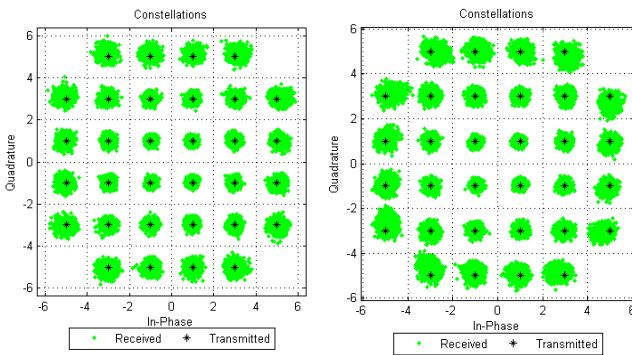 Constellations
Quadrature
6
4
2
0
-2
-4
-6
-6 -4 -2 0 2 4 6
In-Phase
Received Transmitted
Constellations
Quadrature
6
4
2
0
-2
-4
-6
-6 -4 -2 0 2 4 6
In-Phase
Received Transmitted